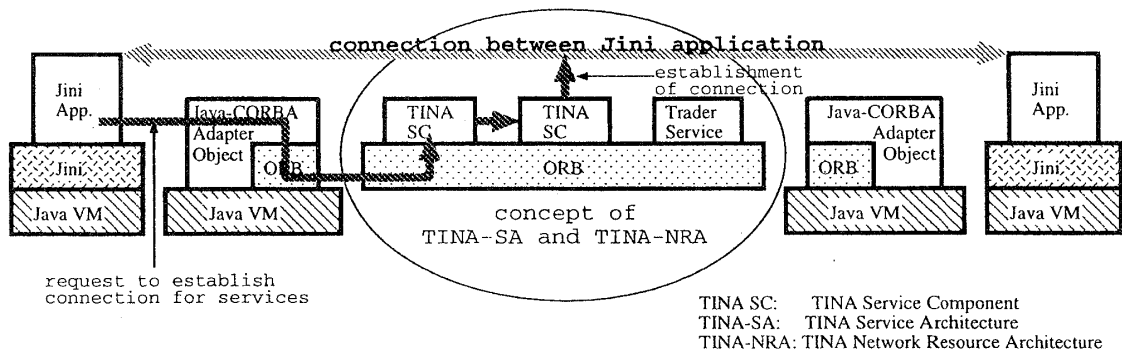 connection between Jini application
establishment
of connection
Jini
App.
Java-CORBA
Adapter
Object
TINA
SC
TINA
SC
Trader
Service
Java-CORBA
Adapter
Object
Jini
App.
Jini
ORB
ORB
ORB
Jini
Java VM
Java VM
Java VM
Java VM
concept of
TINA-SA and TINA-NRA
request to establish
connection for services
TINA SC: TINA Service Component
TINA-SA: TINA Service Architecture
TINA-NRA: TINA Network Resource Architecture